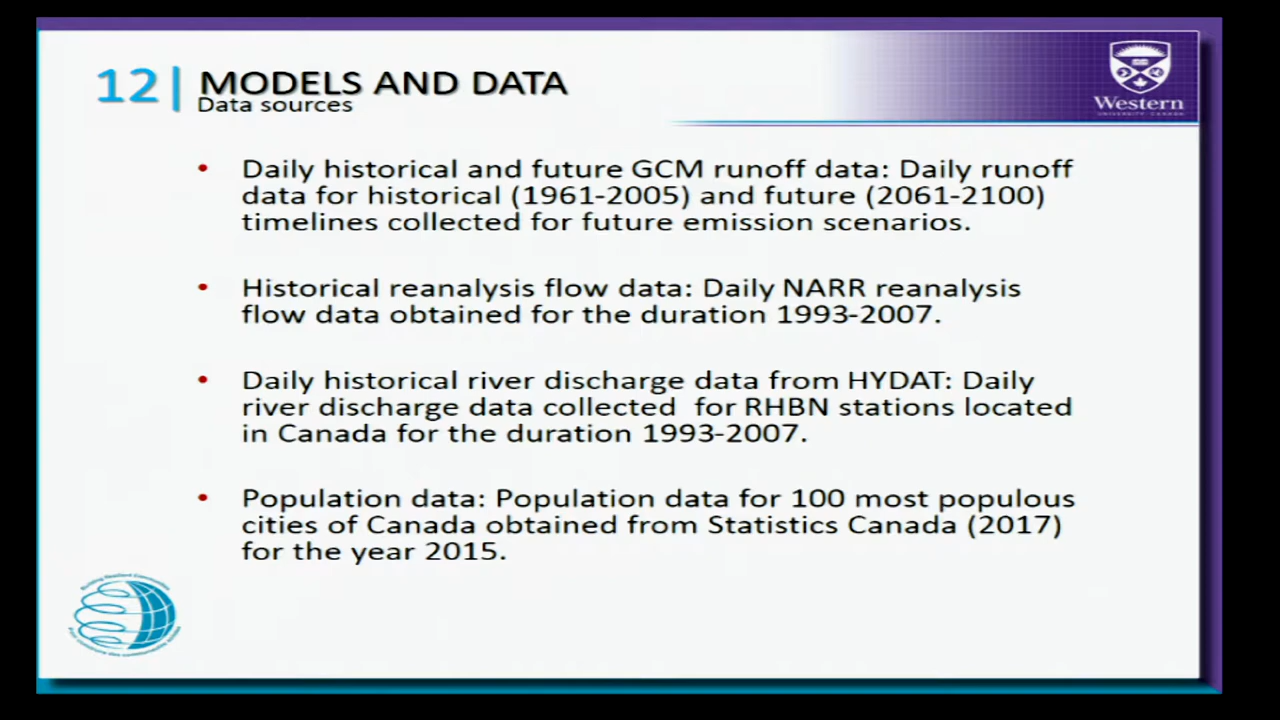 12
MODELS AND DATA
Data sources
Western
UNIVERSITY · CANADA
• Daily historical and future GCM runoff data: Daily runoff
data for historical (1961-2005) and future (2061-2100)
timelines collected for future emission scenarios.
• Historical reanalysis flow data: Daily NARR reanalysis
flow data obtained for the duration 1993-2007.
• Daily historical river discharge data from HYDAT: Daily
river discharge data collected for RHBN stations located
in Canada for the duration 1993-2007.
• Population data: Population data for 100 most populous
cities of Canada obtained from Statistics Canada (2017)
for the year 2015.